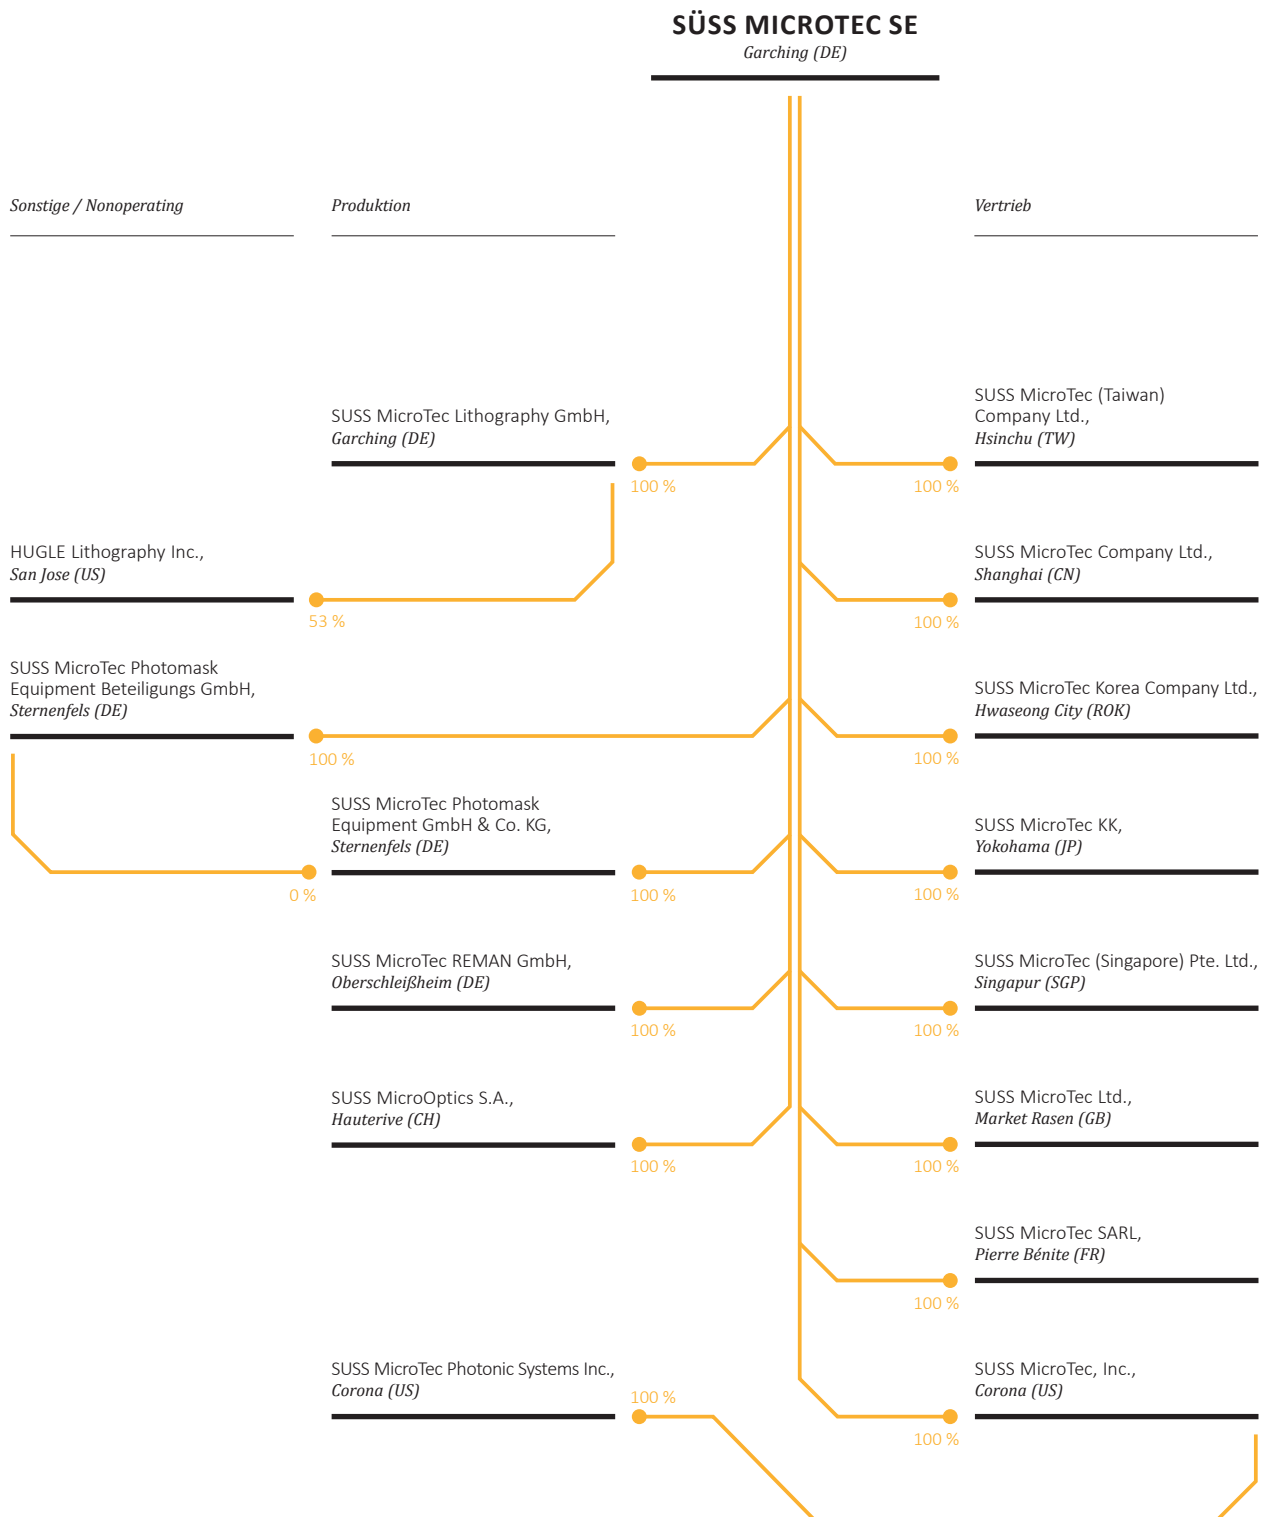 SÜSS MICROTEC SE
Garching (DE)
Sonstige / Nonoperating
Produktion
Vertrieb
SUSS MicroTec Lithography GmbH,
Garching (DE)
100 %
SUSS MicroTec (Taiwan)
Company Ltd.,
Hsinchu (TW)
100 %
HUGLE Lithography Inc.,
San Jose (US)
53 %
SUSS MicroTec Company Ltd.,
Shanghai (CN)
100 %
SUSS MicroTec Photomask
Equipment Beteiligungs GmbH,
Sternenfels (DE)
100 %
SUSS MicroTec Korea Company Ltd.,
Hwaseong City (ROK)
100 %
SUSS MicroTec Photomask
Equipment GmbH & Co. KG,
Sternenfels (DE)
0 %
100 %
SUSS MicroTec KK,
Yokohama (JP)
100 %
SUSS MicroTec REMAN GmbH,
Oberschleißheim (DE)
100 %
SUSS MicroTec (Singapore) Pte. Ltd.,
Singapur (SGP)
100 %
SUSS MicroOptics S.A.,
Hauterive (CH)
100 %
SUSS MicroTec Ltd.,
Market Rasen (GB)
100 %
SUSS MicroTec SARL,
Pierre Bénite (FR)
100 %
SUSS MicroTec Photonic Systems Inc.,
Corona (US)
100 %
SUSS MicroTec, Inc.,
Corona (US)
100 %